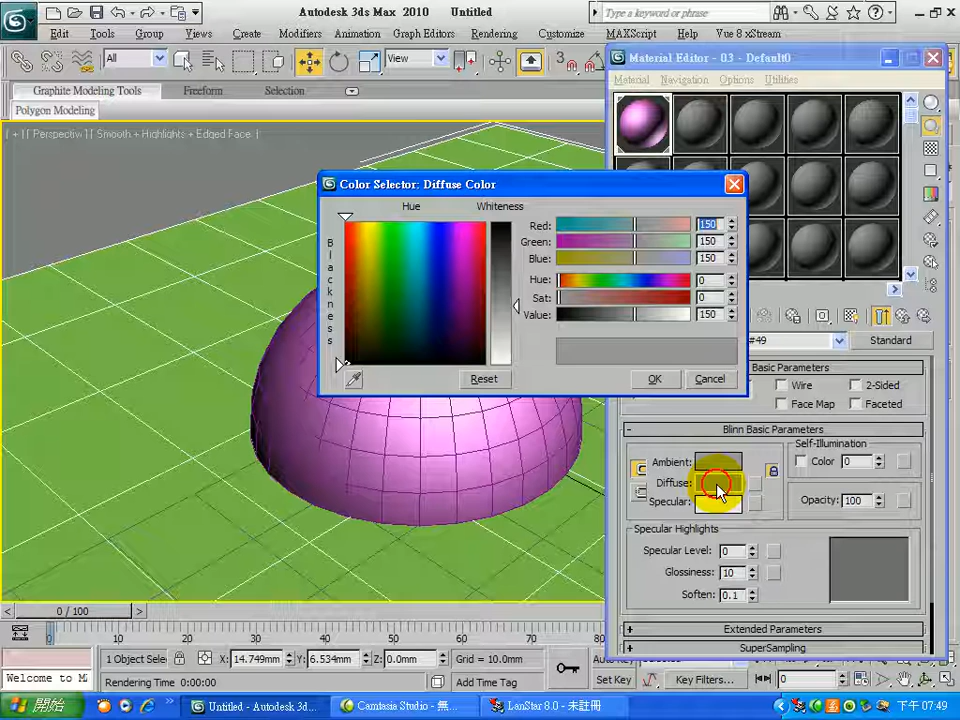 Autodesk 3ds Max 2010 Untitled
Type a keyword or phrase
Edit Tools Group Views Create Modifiers Animation Graph Editors Rendering Customize MAXScript Help Vue 8 xStream
All
View
3
Material Editor - 03 - Default0
Material Navigation Options Utilities
Graphite Modeling Tools Freeform Selection
Polygon Modeling
[ + ] [ Perspectiv ] [ Smooth + Highlights + Edged Face ]
Color Selector: Diffuse Color
Hue Whiteness
Blackness
Red: 150
Green: 150
Blue: 150
Hue: 0
Sat: 0
Value: 150
Reset OK Cancel
#49 Standard
Basic Parameters
Wire 2-Sided
Face Map Faceted
- Blinn Basic Parameters
Self-Illumination
Ambient: Color 0
Diffuse:
Specular: Opacity: 100
Specular Highlights
Specular Level: 0
Glossiness: 10
Soften: 0.1
+ Extended Parameters
+ SuperSampling
< 0 / 100 >
0 10 20 30 40 50 60 70 80
1 Object Sele X: 14.749mm Y: 6.534mm Z: 0.0mm Grid = 10.0mm Auto Key Selected
Welcome to M Rendering Time 0:00:00 Add Time Tag Set Key Key Filters... 0
開始 Untitled - Autodesk 3d... Camtasia Studio - 無... LanStar 8.0 - 未註冊 下午 07:49